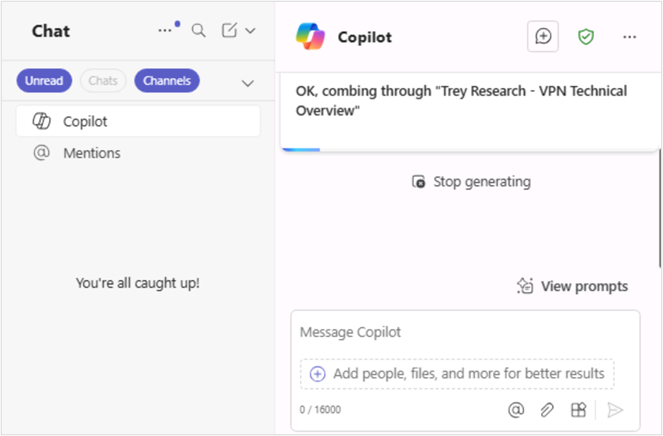 Chat
Unread
Chats
Channels
Copilot
@ Mentions
You're all caught up!
Copilot
OK, combing through "Trey Research - VPN Technical
Overview"
Stop generating
View prompts
Message Copilot
Add people, files, and more for better results
0 / 16000